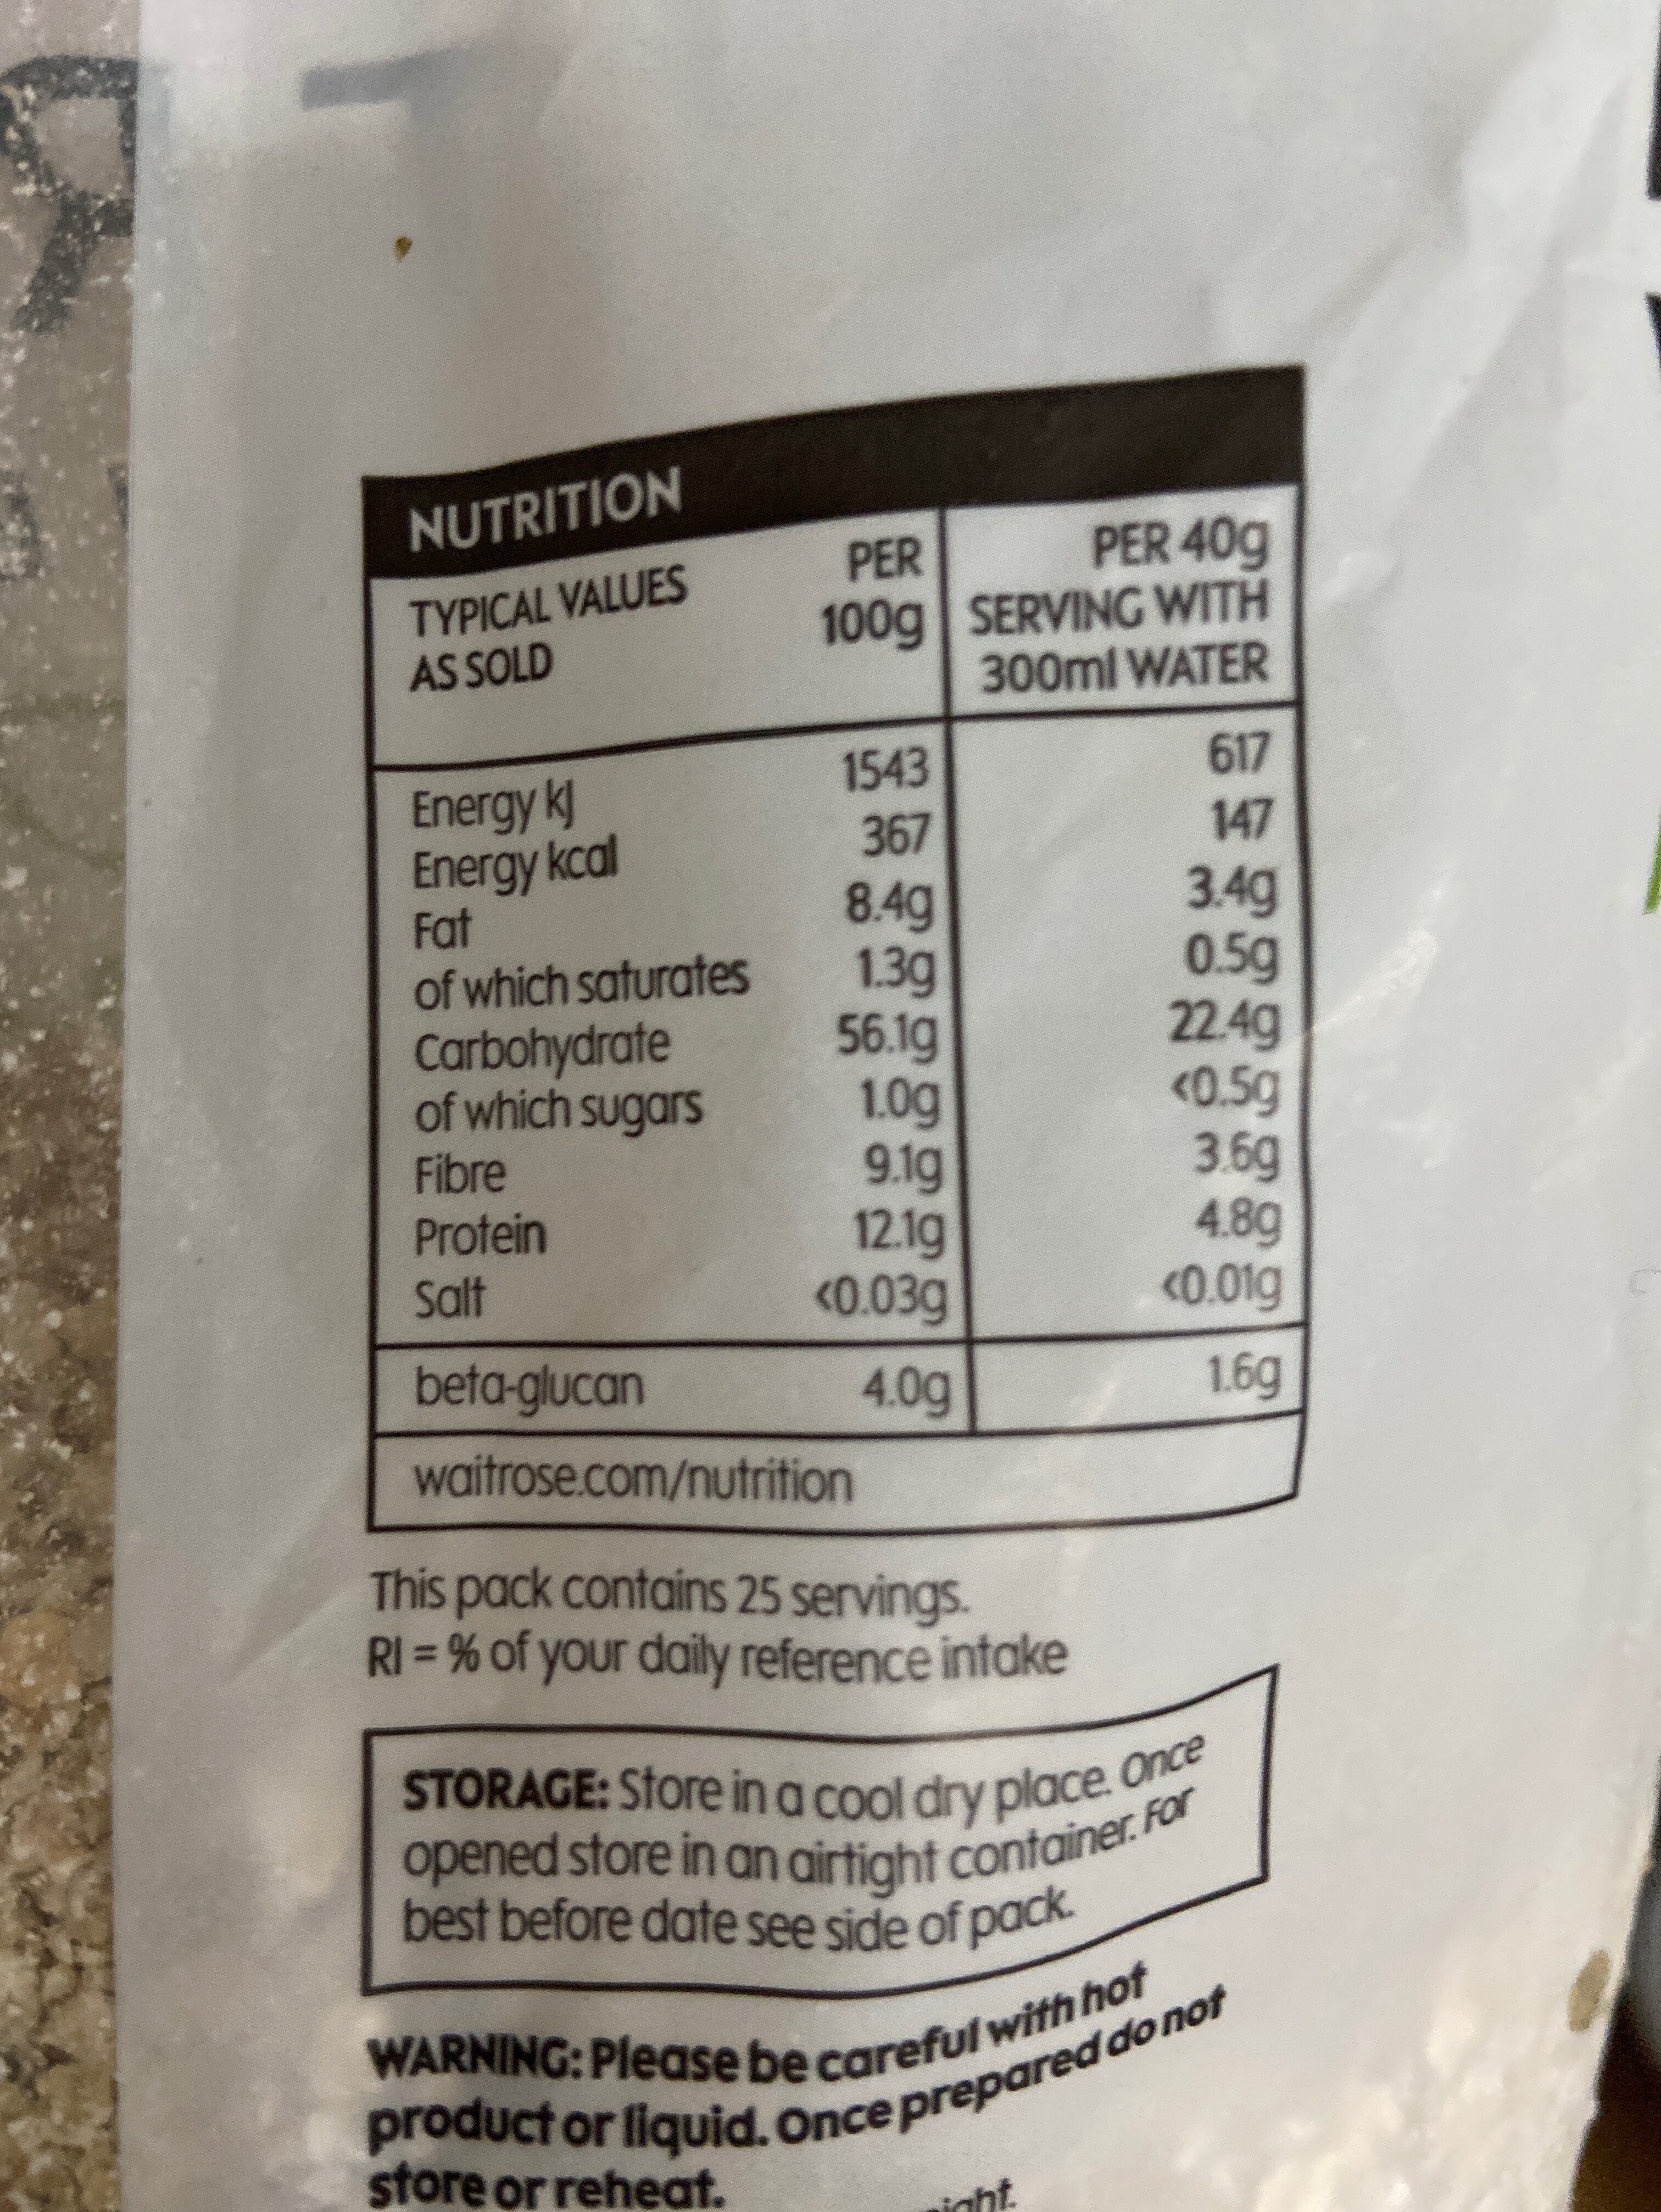 NUTRITION
TYPICAL VALUES
AS SOLD
PER
100g
PER 40g
SERVING WITH
300ml WATER
Energy kJ 1543 617
Energy kcal 367 147
Fat 8.4g 3.4g
of which saturates 1.3g 0.5g
Carbohydrate 56.1g 22.4g
of which sugars 1.0g <0.5g
Fibre 9.1g 3.6g
Protein 12.1g 4.8g
Salt <0.03g <0.01g
beta-glucan 4.0g 1.6g
waitrose.com/nutrition
This pack contains 25 servings.
RI = % of your daily reference intake
STORAGE: Store in a cool dry place. Once
opened store in an airtight container. For
best before date see side of pack.
WARNING: Please be careful with hot
product or liquid. Once prepared do not
store or reheat.